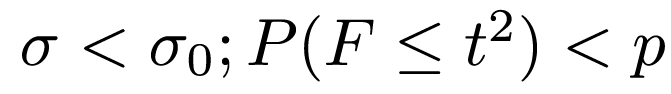 σ < σ₀; P(F ≤ t²) < p